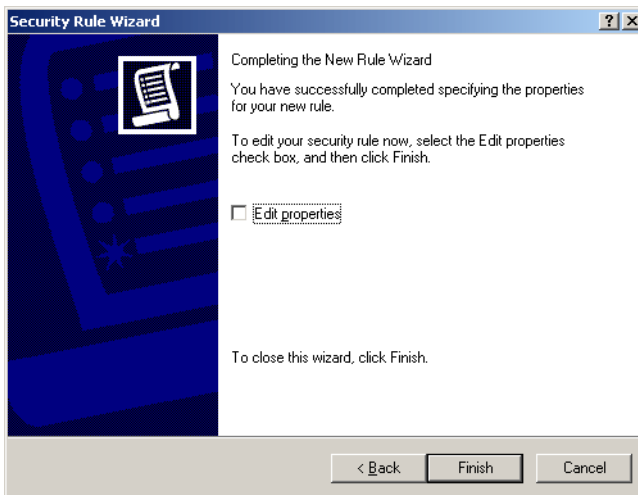 Security Rule Wizard
Completing the New Rule Wizard
You have successfully completed specifying the properties
for your new rule.
To edit your security rule now, select the Edit properties
check box, and then click Finish.
Edit properties
To close this wizard, click Finish.
< Back Finish Cancel